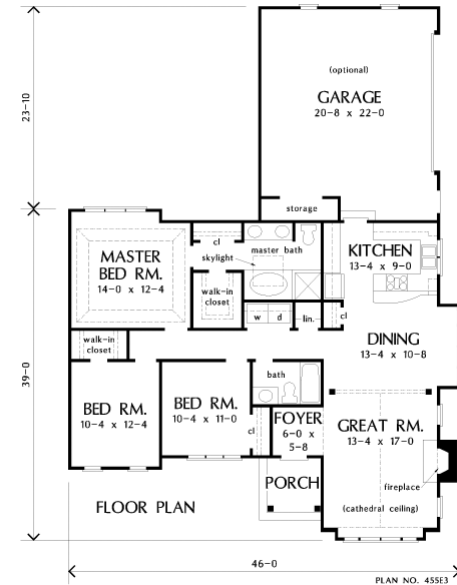 (optional)
GARAGE
20-8 x 22-0
23-10
storage
cl
skylight
master bath
KITCHEN
13-4 x 9-0
MASTER
BED RM.
14-0 x 12-4
walk-in
closet
w d
lin.
cl
walk-in
closet
DINING
13-4 x 10-8
39-0
bath
BED RM.
10-4 x 12-4
BED RM.
10-4 x 11-0
cl
FOYER
6-0 x
5-8
GREAT RM.
13-4 x 17-0
PORCH
fireplace
(cathedral ceiling)
FLOOR PLAN
46-0
PLAN NO. 455E3